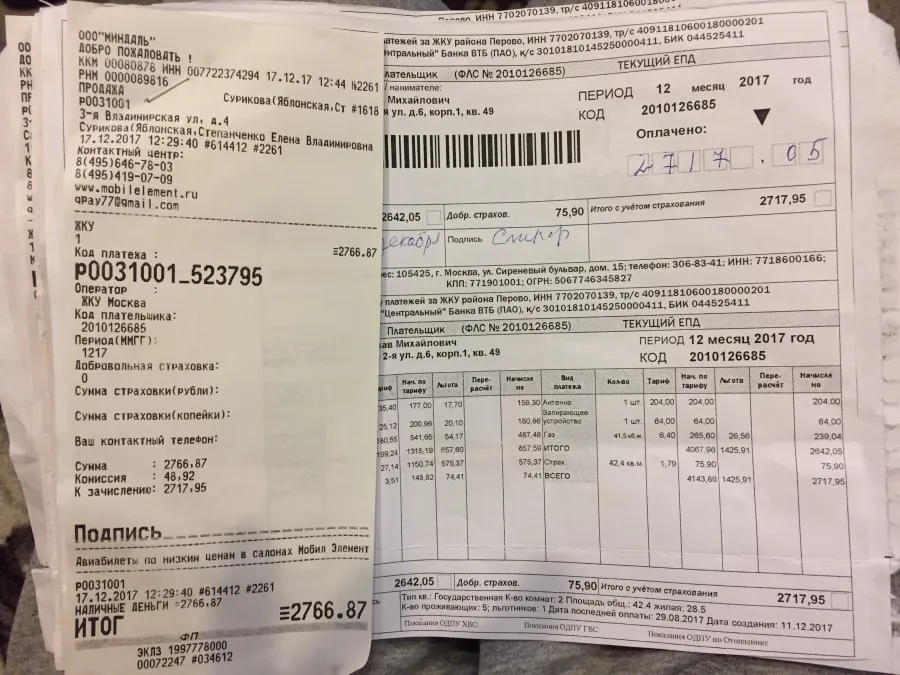 ООО"МИНДАЛЬ"
ДОБРО ПОЖАЛОВАТЬ !
ККМ 00080878 ИНН 007722374294 17.12.17 12:44 №2261
РНМ 0000089816
ПРОДАЖА
P0031001 Сурикова(Яблонская,Ст #1618
3-я Владимирская ул, д.4
Сурикова(Яблонская,Степанченко Елена Владимировна
17.12.2017 12:29:40 #614412 #2261
Контактный центр:
8(495)646-78-03
8(495)419-07-09
www.mobilelement.ru
qpay77@gmail.com
ЖКУ
1 ≡2766.87
Код платежа :
P0031001_523795
Оператор :
ЖКУ Москва
Код плательщика:
2010126685
Период(ММГГ):
1217
Добровольная страховка:
0
Сумма страховки(рубли):
Сумма страховки(копейки):
Ваш контактный телефон:
Сумма : 2766,87
Комиссия : 48,92
К зачислению: 2717,95
Подпись
Авиабилеты по низким ценам в салонах Мобил Элемент
P0031001
17.12.2017 12:29:40 #614412 #2261
НАЛИЧНЫЕ ДЕНЬГИ =2766.87
ИТОГ ≡2766.87
ФП
ЭКЛЗ 1997778000
00072247 #034612
Перово, ИНН 7702070139, тр/с 40911810600180000201
латежей за ЖКУ района Перово, ИНН 7702070139, тр/с 40911810600180000201
нтральный" Банка ВТБ (ПАО), к/с 30101810145250000411, БИК 044525411
лательщик (ФЛС № 2010126685) ТЕКУЩИЙ ЕПД
нанимателе:
Михайлович
я ул. д.6, корп.1, кв. 49
ПЕРИОД 12 месяц 2017 год
КОД 2010126685
Оплачено:
2717.05
2642,05 Добр. страхов. 75,90 Итого с учётом страхования 2717,95
екабря Подпись
ес: 105425, г. Москва, ул. Сиреневый бульвар, дом. 15; телефон: 306-83-41; ИНН: 7718600166;
КПП: 771901001; ОГРН: 5067746345827
платежей за ЖКУ района Перово, ИНН 7702070139, тр/с 40911810600180000201
"Центральный" Банка ВТБ (ПАО), к/с 30101810145250000411, БИК 044525411
Плательщик (ФЛС № 2010126685) ТЕКУЩИЙ ЕПД
ав Михайлович
2-я ул. д.6, корп.1, кв. 49
ПЕРИОД 12 месяц 2017 год
КОД 2010126685
риф Нач. по тарифу Льгота Пере-расчёт Начисле но Вид платежа Кол-во Тариф Нач. по тарифу Льгота Пере-расчёт Начисле но
35,40 177,00 17,70 159,30 Антенна 1 шт. 204,00 204,00 204,00
Запирающее
25,12 200,96 20,10 180,86 устройство 1 шт. 64,00 64,00 64,00
180,55 541,65 54,17 487,48 Газ 41,5 кв.м. 6,40 265,60 26,56 239,04
199,24 1315,19 657,60 657,59 ИТОГО 4067,96 1425,91 2642,05
27,14 1150,74 575,37 575,37 Страх. 42,4 кв.м. 1,79 75,90 75,90
3,51 148,82 74,41 74,41 ВСЕГО 4143,86 1425,91 2717,95
2642,05 Добр. страхов. 75,90 Итого с учётом страхования 2717,95
Тип кв.: Государственная К-во комнат: 2 Площадь общ.: 42.4 жилая: 28.5
К-во проживающих: 5; льготников: 1 Дата последней оплаты: 29.08.2017 Дата создания: 11.12.2017
Показания ОДПУ ХВС: Показания ОДПУ ГВС Показания ОДПУ по Отоплению